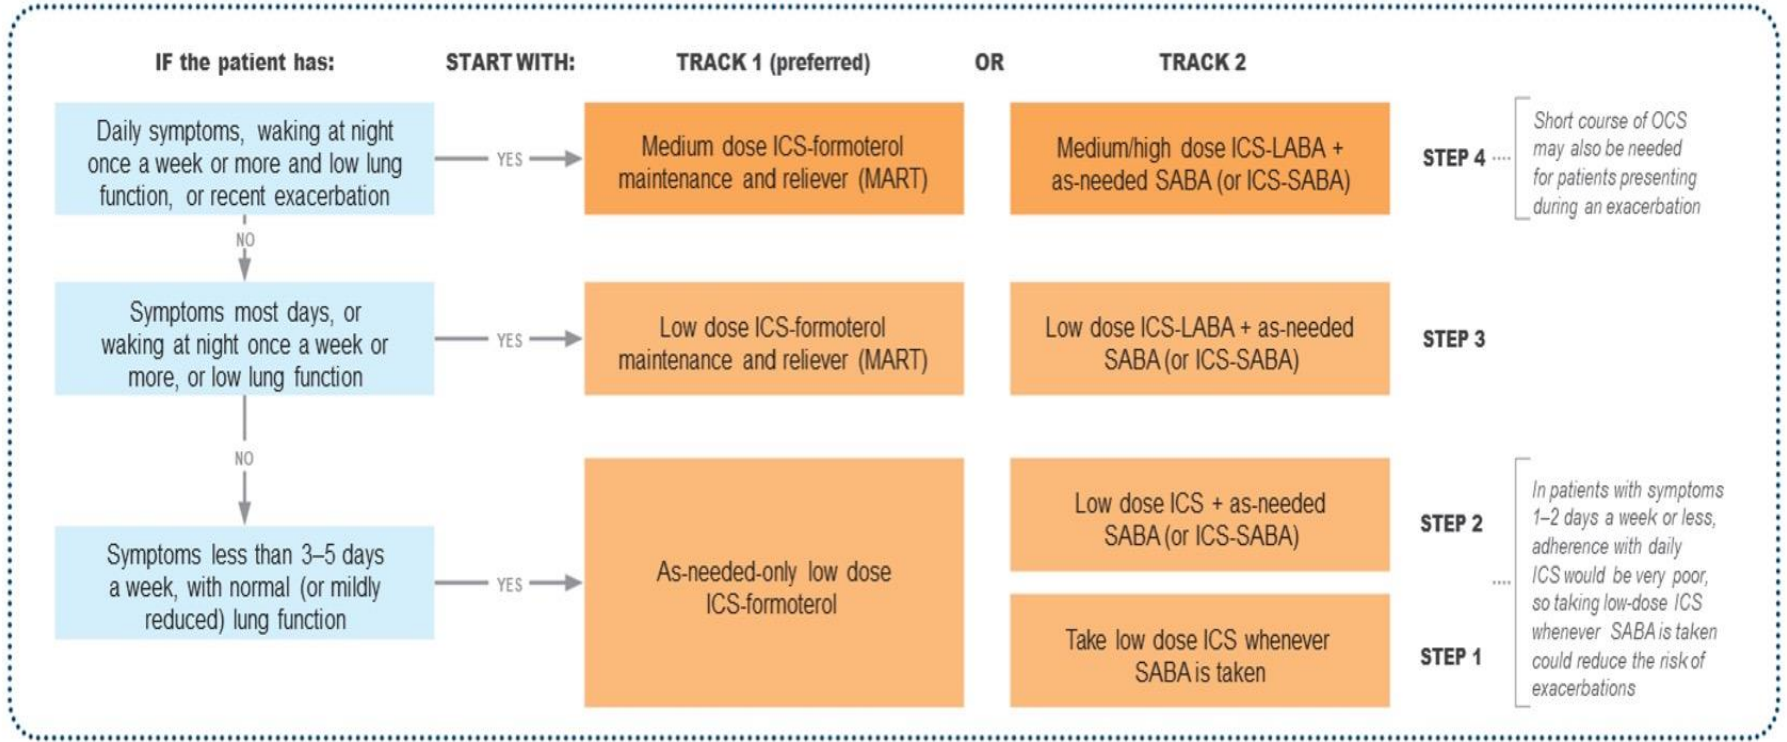 IF the patient has:
START WITH:
TRACK 1 (preferred)
OR
TRACK 2
Daily symptoms, waking at night
once a week or more and low lung
function, or recent exacerbation
YES
Medium dose ICS-formoterol
maintenance and reliever (MART)
Medium/high dose ICS-LABA +
as-needed SABA (or ICS-SABA)
STEP 4
Short course of OCS
may also be needed
for patients presenting
during an exacerbation
NO
Symptoms most days, or
waking at night once a week or
more, or low lung function
YES
Low dose ICS-formoterol
maintenance and reliever (MART)
Low dose ICS-LABA + as-needed
SABA (or ICS-SABA)
STEP 3
NO
Symptoms less than 3–5 days
a week, with normal (or mildly
reduced) lung function
YES
As-needed-only low dose
ICS-formoterol
Low dose ICS + as-needed
SABA (or ICS-SABA)
STEP 2
Take low dose ICS whenever
SABA is taken
STEP 1
In patients with symptoms
1–2 days a week or less,
adherence with daily
ICS would be very poor,
so taking low-dose ICS
whenever SABA is taken
could reduce the risk of
exacerbations